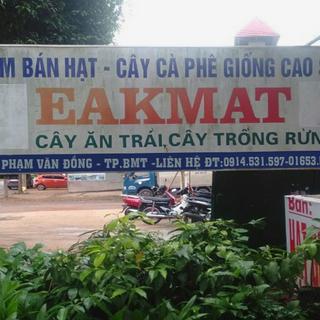 M BÁN HẠT - CÂY CÀ PHÊ GIỐNG CAO S
EAKMAT
CÂY ĂN TRÁI,CÂY TRỒNG RỪN
PHẠM VĂN ĐỒNG - TP.BMT -LIÊN HỆ ĐT:0914.531.597-01653.
Bán:
HẠT